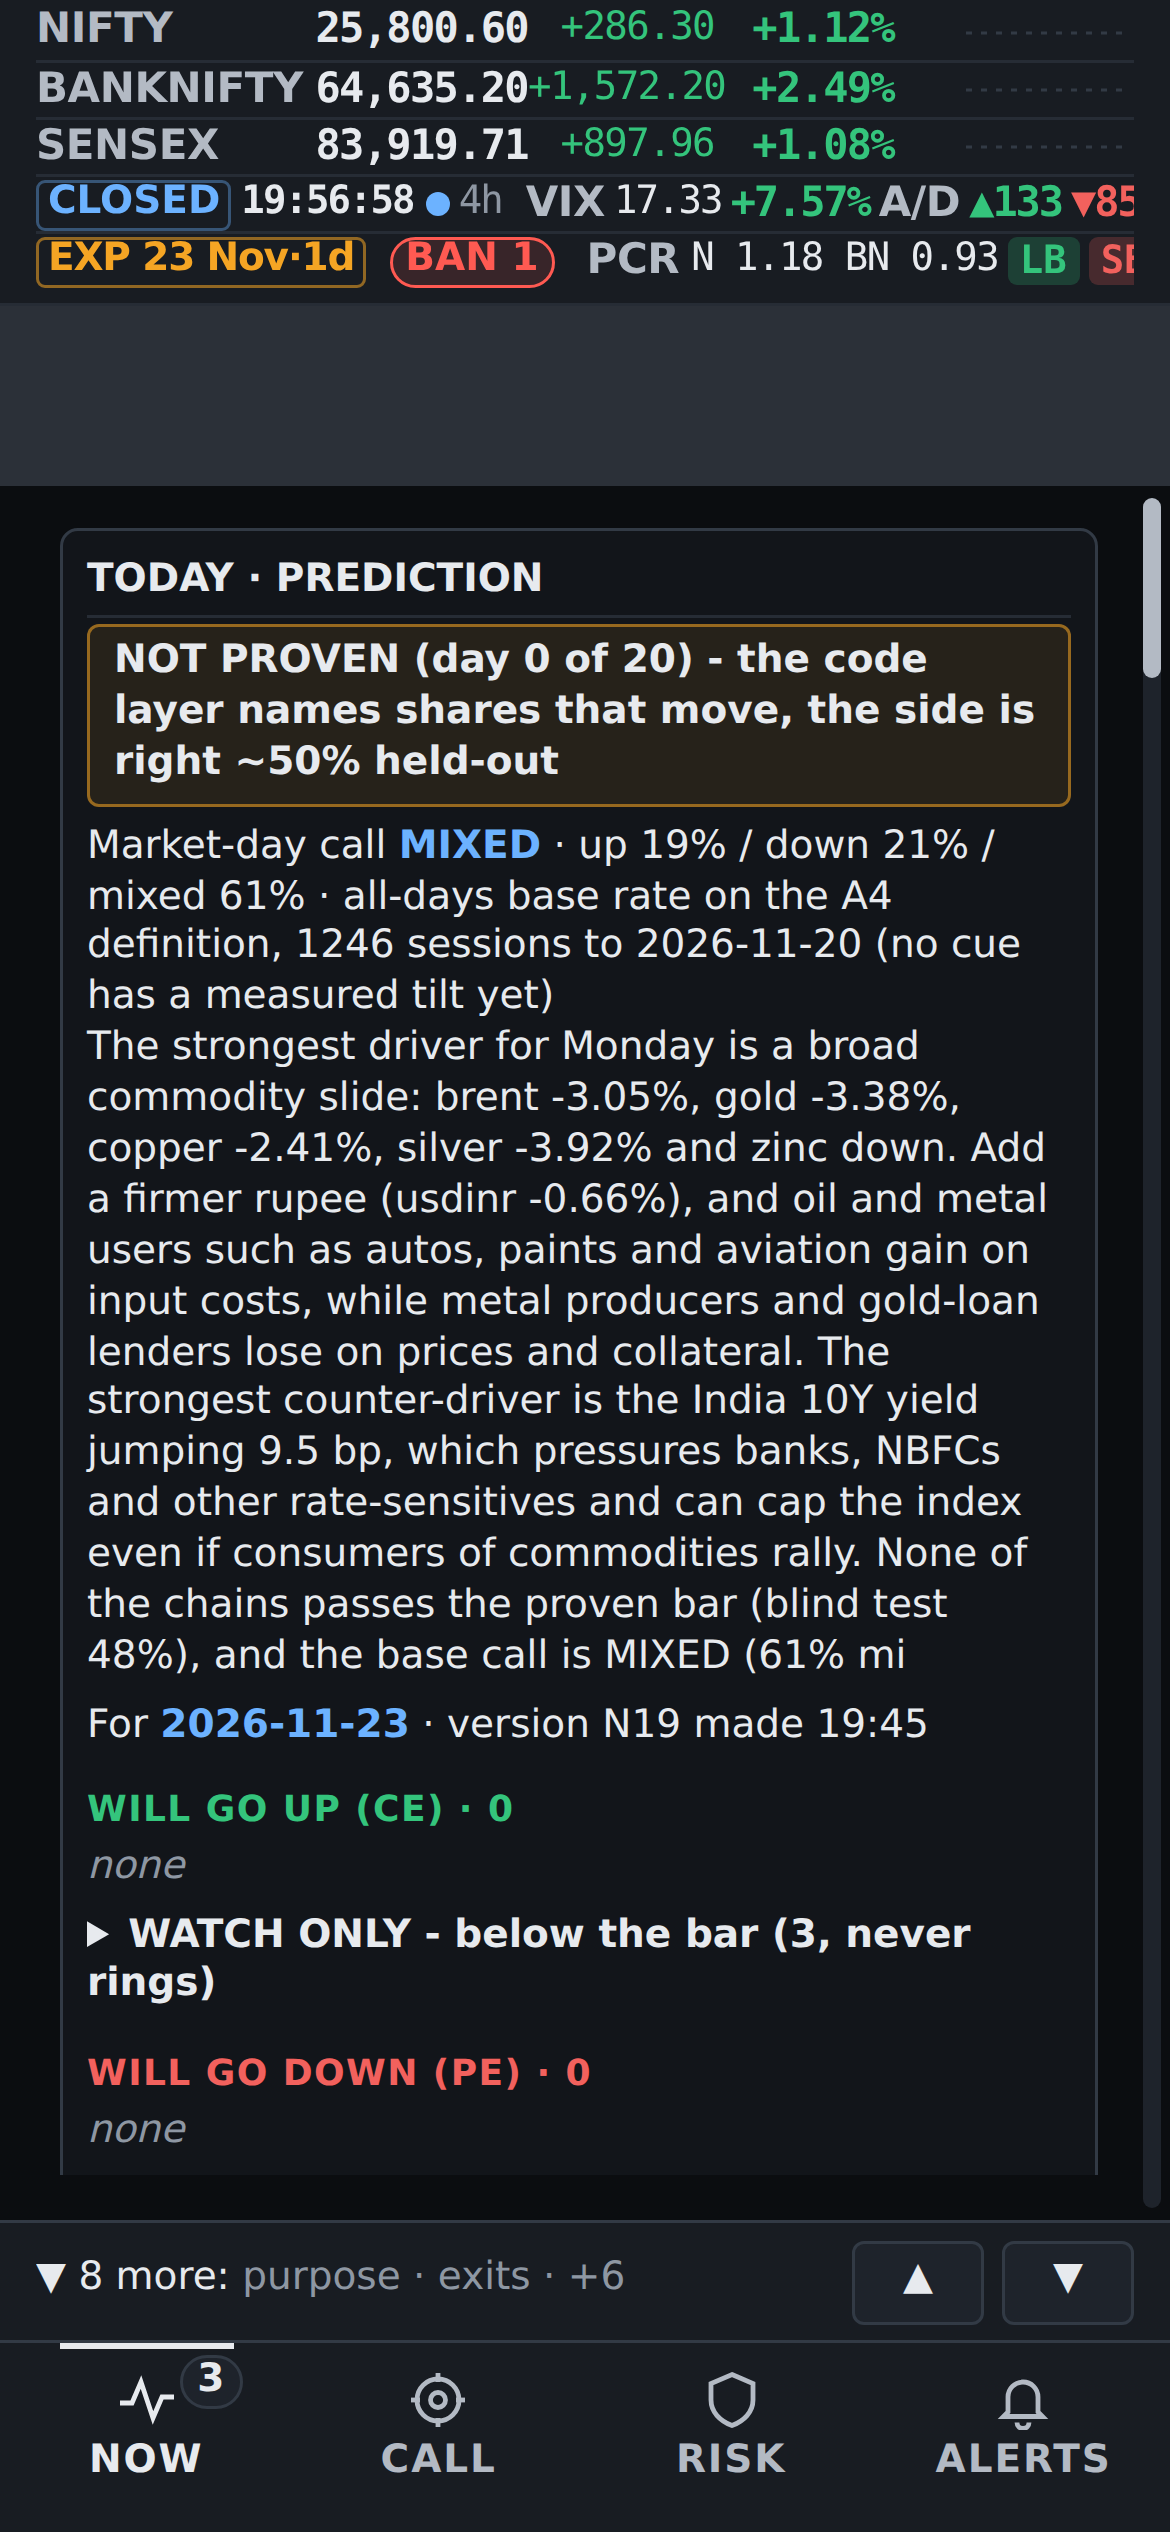 NIFTY 25,800.60 +286.30 +1.12%
BANKNIFTY 64,635.20 +1,572.20 +2.49%
SENSEX 83,919.71 +897.96 +1.08%
CLOSED 19:56:58 ● 4h VIX 17.33 +7.57% A/D ▲133 ▼85
EXP 23 Nov·1d BAN 1 PCR N 1.18 BN 0.93 LB
TODAY · PREDICTION
NOT PROVEN (day 0 of 20) - the code
layer names shares that move, the side is
right ~50% held-out
Market-day call MIXED · up 19% / down 21% /
mixed 61% · all-days base rate on the A4
definition, 1246 sessions to 2026-11-20 (no cue
has a measured tilt yet)
The strongest driver for Monday is a broad
commodity slide: brent -3.05%, gold -3.38%,
copper -2.41%, silver -3.92% and zinc down. Add
a firmer rupee (usdinr -0.66%), and oil and metal
users such as autos, paints and aviation gain on
input costs, while metal producers and gold-loan
lenders lose on prices and collateral. The
strongest counter-driver is the India 10Y yield
jumping 9.5 bp, which pressures banks, NBFCs
and other rate-sensitives and can cap the index
even if consumers of commodities rally. None of
the chains passes the proven bar (blind test
48%), and the base call is MIXED (61% mi
For 2026-11-23 · version N19 made 19:45
WILL GO UP (CE) · 0
none
▶ WATCH ONLY - below the bar (3, never
rings)
WILL GO DOWN (PE) · 0
none
▼ 8 more: purpose · exits · +6 ▲ ▼
3
NOW CALL RISK ALERTS